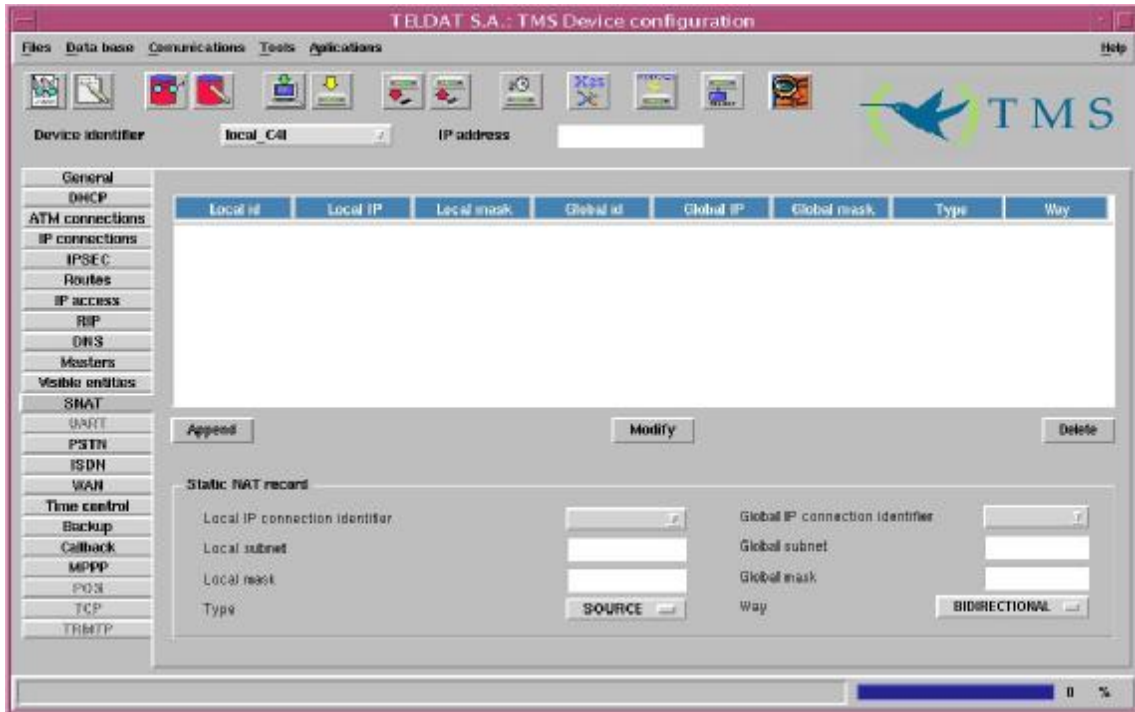 TELDAT S.A.: TMS Device configuration
Files Data base Comunications Tools Aplications Help
TMS
Device identifier local_C4I IP address
General
DHCP
ATM connections
IP connections
IPSEC
Routes
IP access
RIP
DNS
Masters
Visible entities
SNAT
UART
PSTN
ISDN
WAN
Time control
Backup
Callback
MPPP
POS
TCP
TRMTP
Local id Local IP Local mask Global id Global IP Global mask Type Way
Append Modify Delete
Static NAT record
Local IP connection identifier Global IP connection identifier
Local subnet Global subnet
Local mask Global mask
Type SOURCE Way BIDIRECTIONAL
0 %